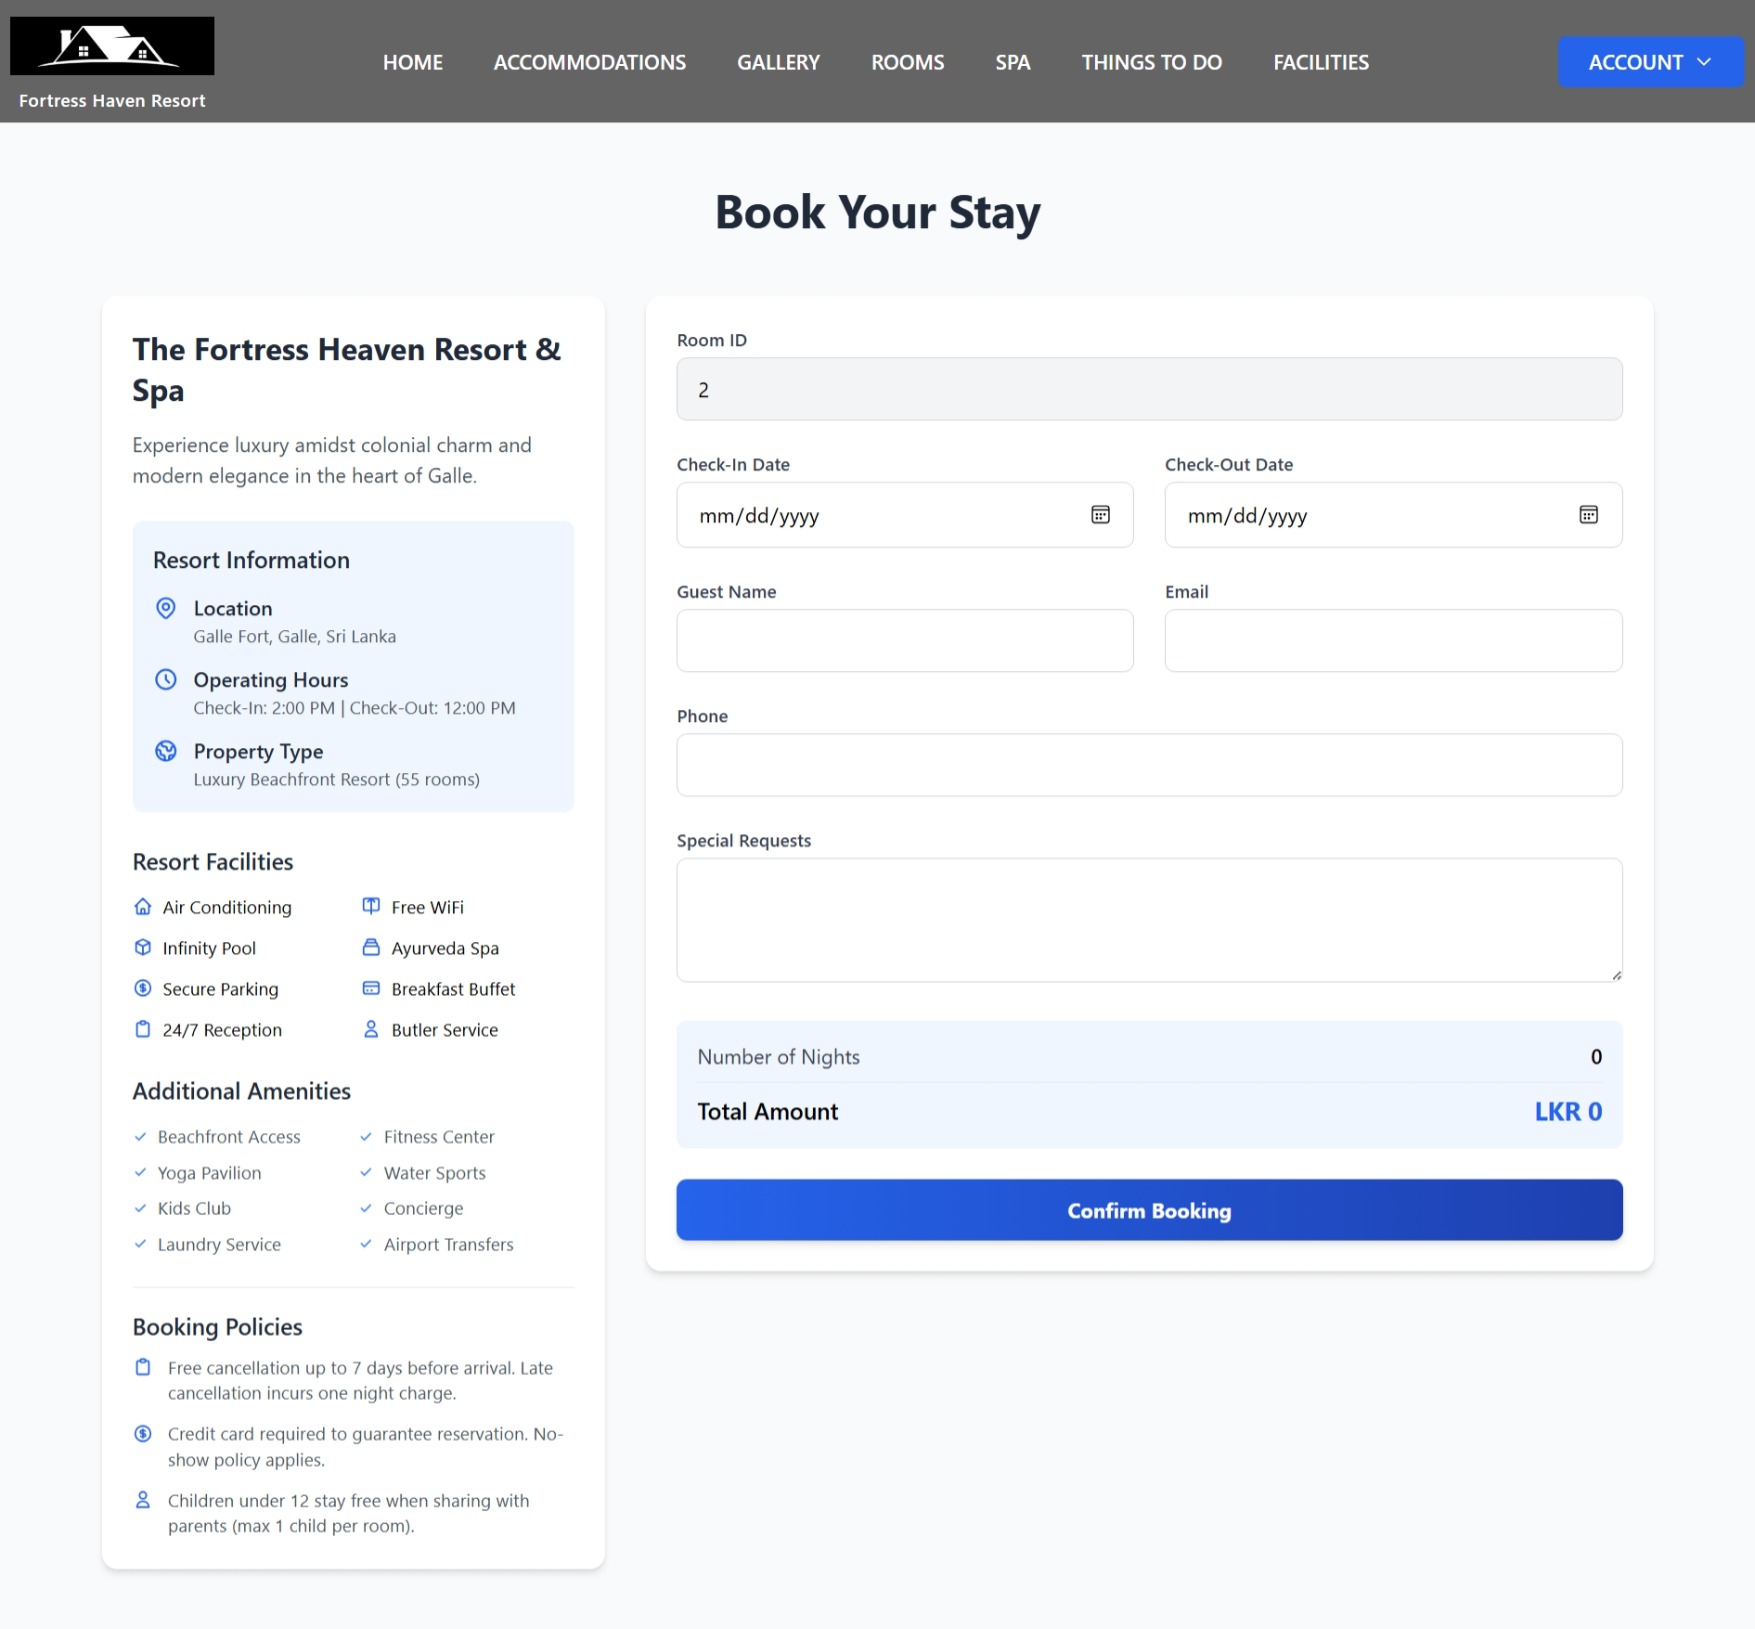 Fortress Haven Resort
HOME
ACCOMMODATIONS
GALLERY
ROOMS
SPA
THINGS TO DO
FACILITIES
ACCOUNT
Book Your Stay
The Fortress Heaven Resort &
Spa
Experience luxury amidst colonial charm and
modern elegance in the heart of Galle.
Resort Information
Location
Galle Fort, Galle, Sri Lanka
Operating Hours
Check-In: 2:00 PM | Check-Out: 12:00 PM
Property Type
Luxury Beachfront Resort (55 rooms)
Resort Facilities
Air Conditioning
Free WiFi
Infinity Pool
Ayurveda Spa
Secure Parking
Breakfast Buffet
24/7 Reception
Butler Service
Additional Amenities
Beachfront Access
Fitness Center
Yoga Pavilion
Water Sports
Kids Club
Concierge
Laundry Service
Airport Transfers
Booking Policies
Free cancellation up to 7 days before arrival. Late
cancellation incurs one night charge.
Credit card required to guarantee reservation. No-
show policy applies.
Children under 12 stay free when sharing with
parents (max 1 child per room).
Room ID
2
Check-In Date
mm/dd/yyyy
Check-Out Date
mm/dd/yyyy
Guest Name
Email
Phone
Special Requests
Number of Nights
0
Total Amount
LKR 0
Confirm Booking